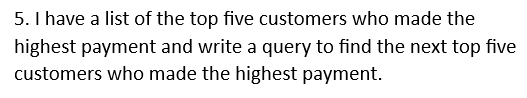 5. I have a list of the top five customers who made the
highest payment and write a query to find the next top five
customers who made the highest payment.